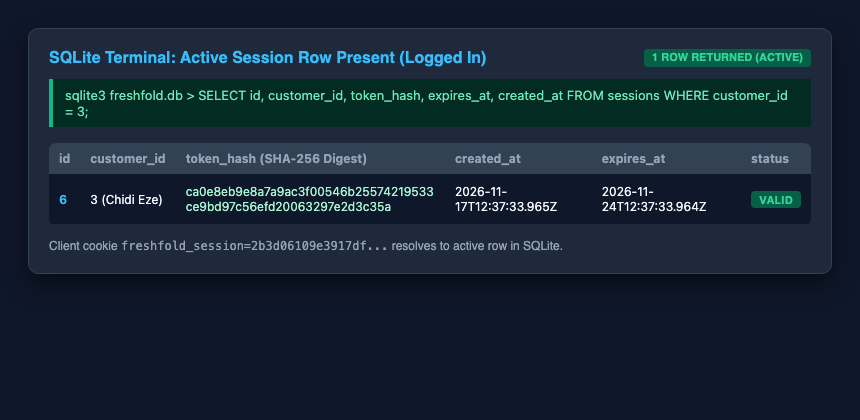 SQLite Terminal: Active Session Row Present (Logged In)
1 ROW RETURNED (ACTIVE)
sqlite3 freshfold.db > SELECT id, customer_id, token_hash, expires_at, created_at FROM sessions WHERE customer_id
= 3;
id customer_id token_hash (SHA-256 Digest) created_at expires_at status
6 3 (Chidi Eze) ca0e8eb9e8a7a9ac3f00546b25574219533 2026-11- 2026-11- VALID
ce9bd97c56efd20063297e2d3c35a 17T12:37:33.965Z 24T12:37:33.964Z
Client cookie freshfold_session=2b3d06109e3917df... resolves to active row in SQLite.